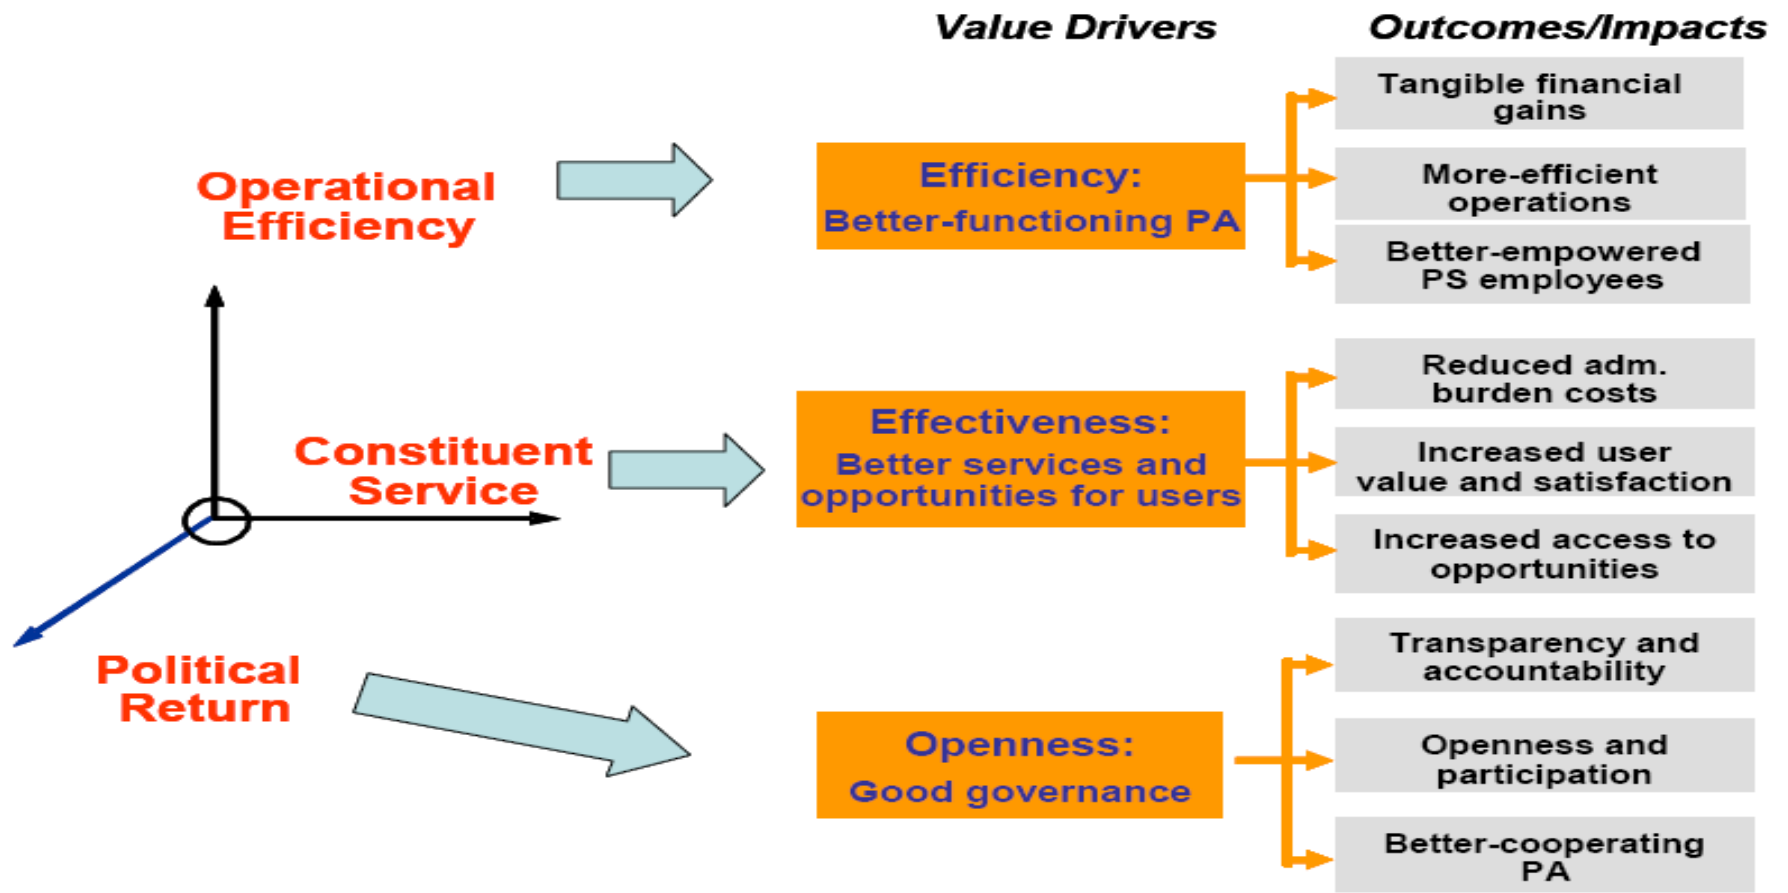 Value Drivers
Outcomes/Impacts
Operational
Efficiency
Efficiency:
Better-functioning PA
Tangible financial
gains
More-efficient
operations
Better-empowered
PS employees
Constituent
Service
Effectiveness:
Better services and
opportunities for users
Reduced adm.
burden costs
Increased user
value and satisfaction
Increased access to
opportunities
Political
Return
Openness:
Good governance
Transparency and
accountability
Openness and
participation
Better-cooperating
PA